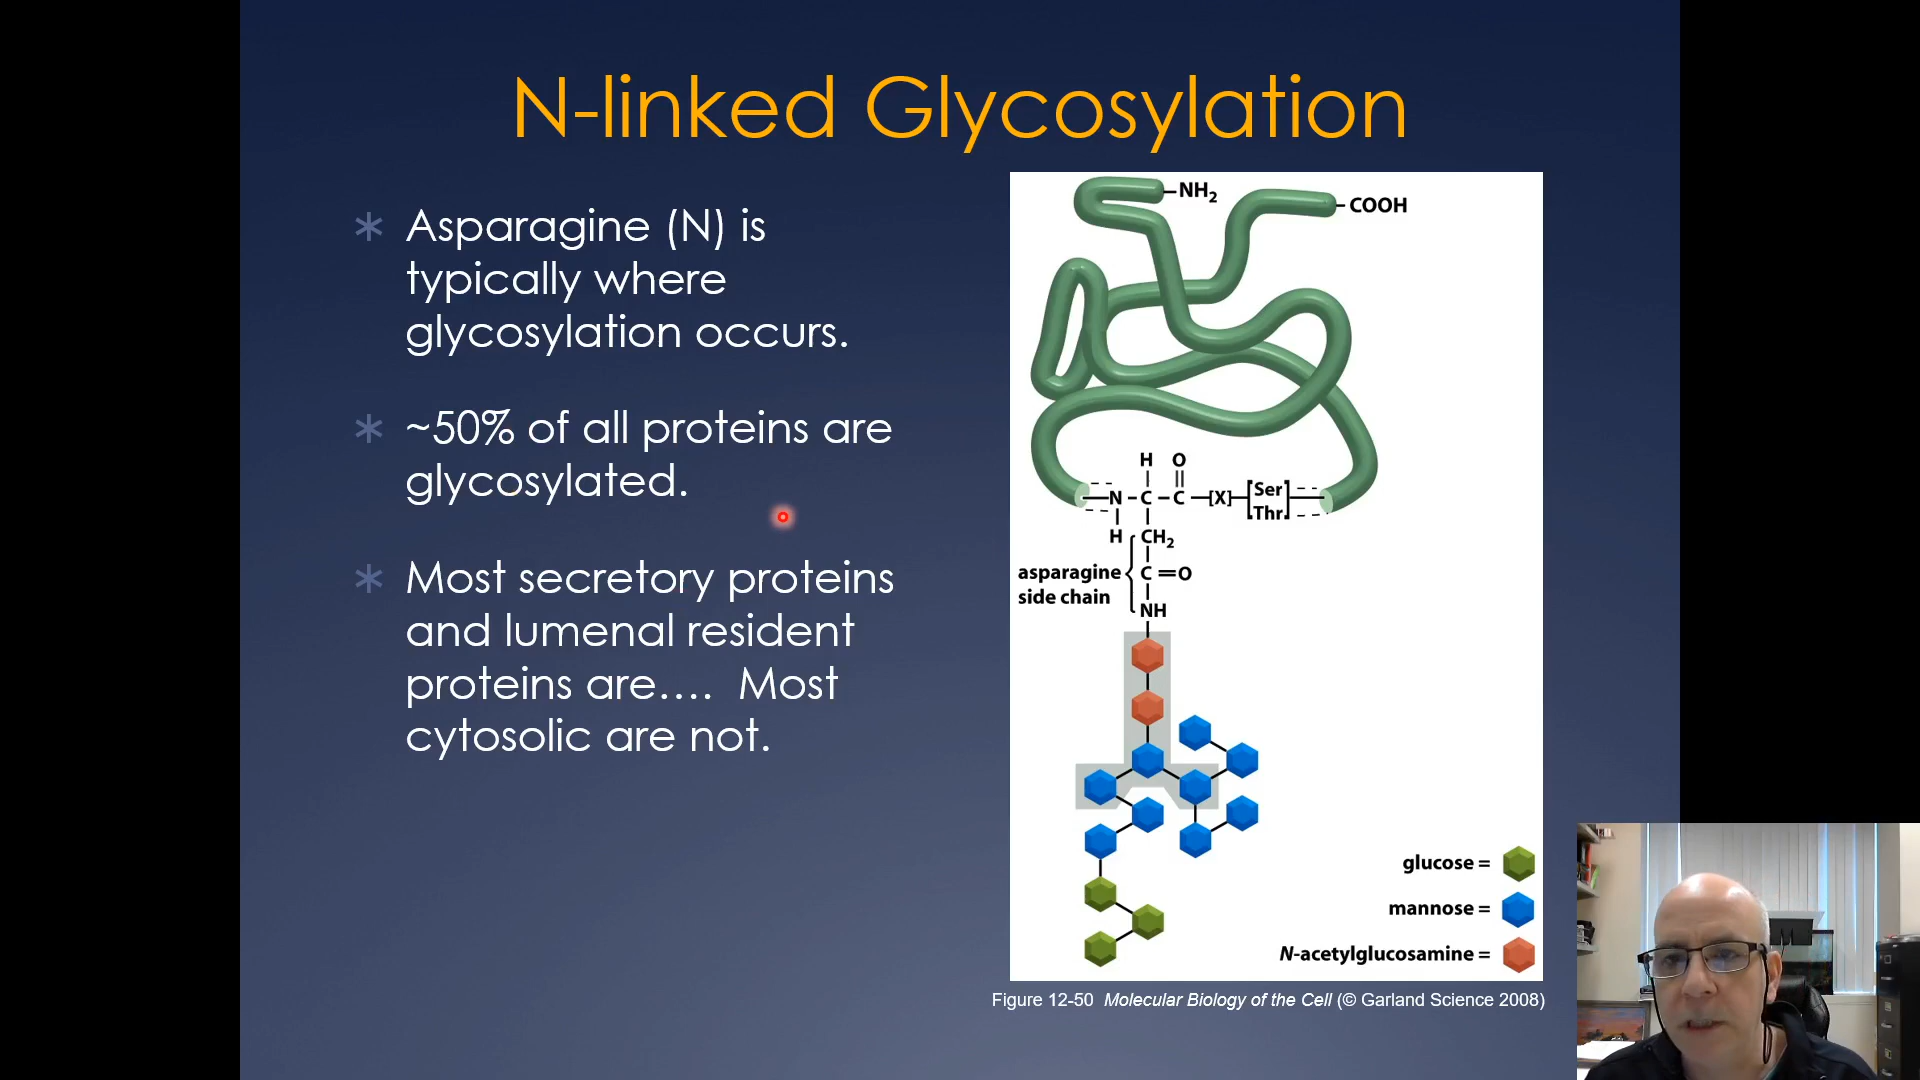 N-linked Glycosylation
* Asparagine (N) is
typically where
glycosylation occurs.
* ~50% of all proteins are
glycosylated.
* Most secretory proteins
and lumenal resident
proteins are.... Most
cytosolic are not.
NH2
COOH
H O
N C C [X] Ser
Thr
H CH2
asparagine
side chain
C=O
NH
glucose =
mannose =
N-acetylglucosamine =
Figure 12-50 Molecular Biology of the Cell (© Garland Science 2008)